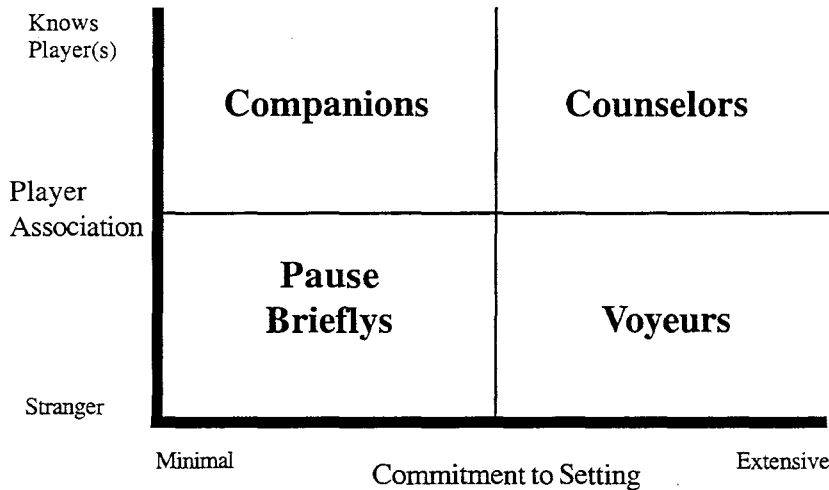 Knows
Player(s)
Companions
Counselors
Player
Association
Pause
Brieflys
Voyeurs
Stranger
Minimal
Commitment to Setting
Extensive